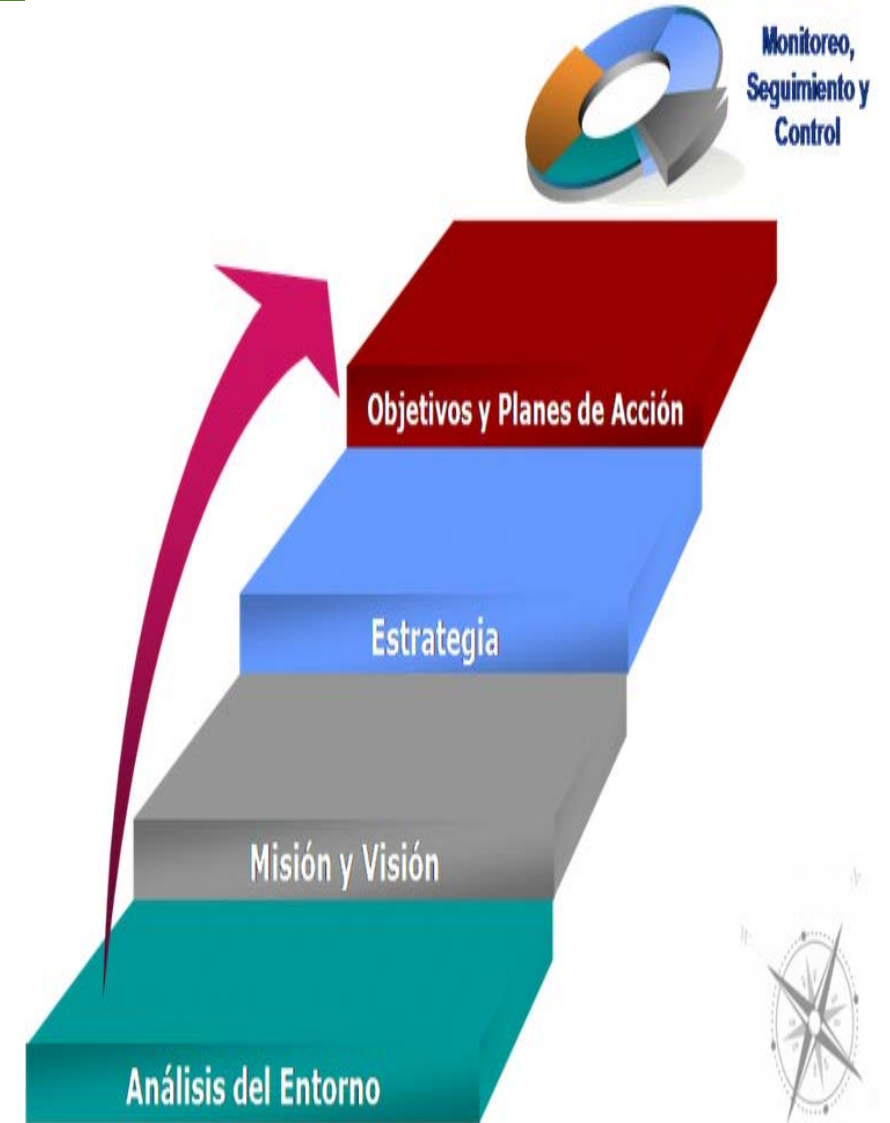 Monitoreo,
Seguimiento y
Control
Objetivos y Planes de Acción
Estrategia
Misión y Visión
Análisis del Entorno